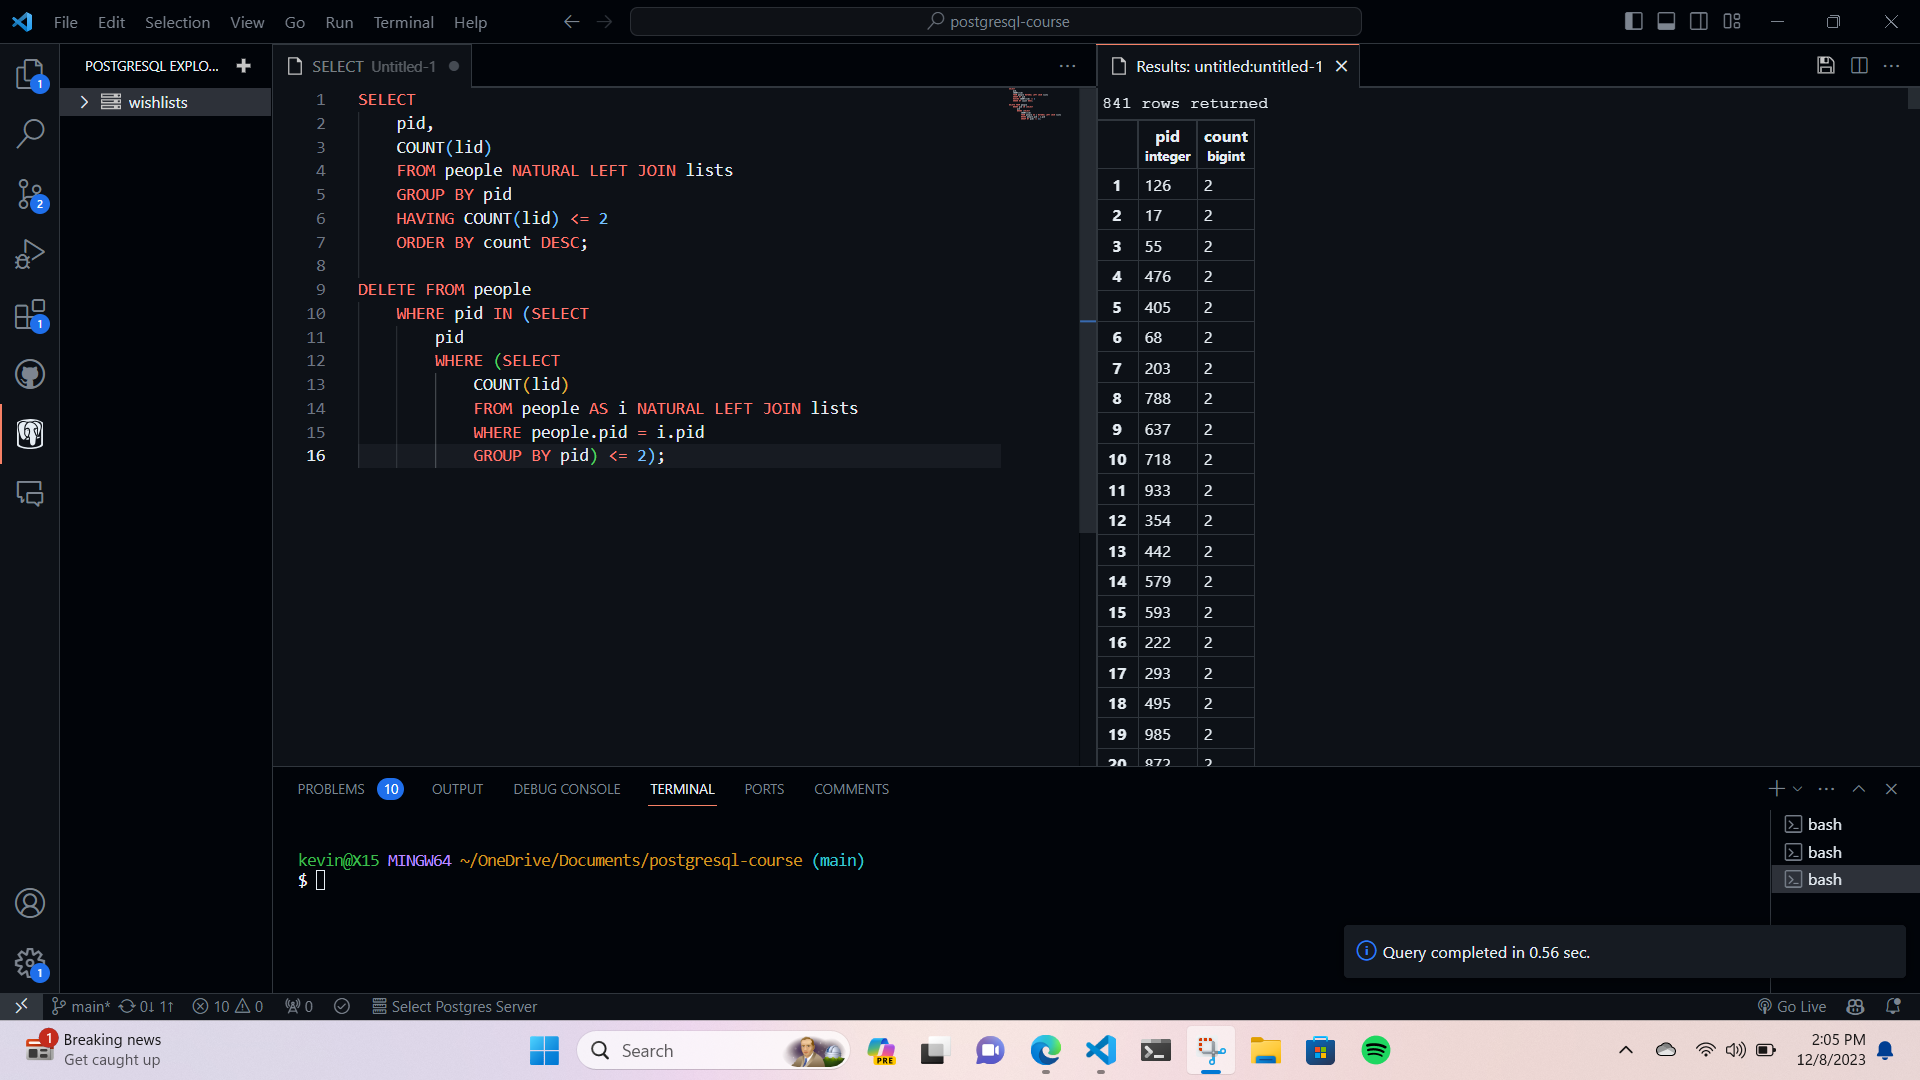 File Edit Selection View Go Run Terminal Help
postgresql-course
POSTGRESQL EXPLO...
wishlists
SELECT Untitled-1
Results: untitled:untitled-1
1 SELECT
2 pid,
3 COUNT(lid)
4 FROM people NATURAL LEFT JOIN lists
5 GROUP BY pid
6 HAVING COUNT(lid) <= 2
7 ORDER BY count DESC;
8
9 DELETE FROM people
10 WHERE pid IN (SELECT
11 pid
12 WHERE (SELECT
13 COUNT(lid)
14 FROM people AS i NATURAL LEFT JOIN lists
15 WHERE people.pid = i.pid
16 GROUP BY pid) <= 2);
841 rows returned
pid count
integer bigint
1 126 2
2 17 2
3 55 2
4 476 2
5 405 2
6 68 2
7 203 2
8 788 2
9 637 2
10 718 2
11 933 2
12 354 2
13 442 2
14 579 2
15 593 2
16 222 2
17 293 2
18 495 2
19 985 2
20 872 2
1
2
1
1
PROBLEMS 10 OUTPUT DEBUG CONSOLE TERMINAL PORTS COMMENTS
kevin@X15 MINGW64 ~/OneDrive/Documents/postgresql-course (main)
$
bash
bash
bash
Query completed in 0.56 sec.
main* 0↓ 1↑ 10 0 0 Select Postgres Server
Go Live
1
Breaking news
Get caught up
Search
PRE
2:05 PM
12/8/2023